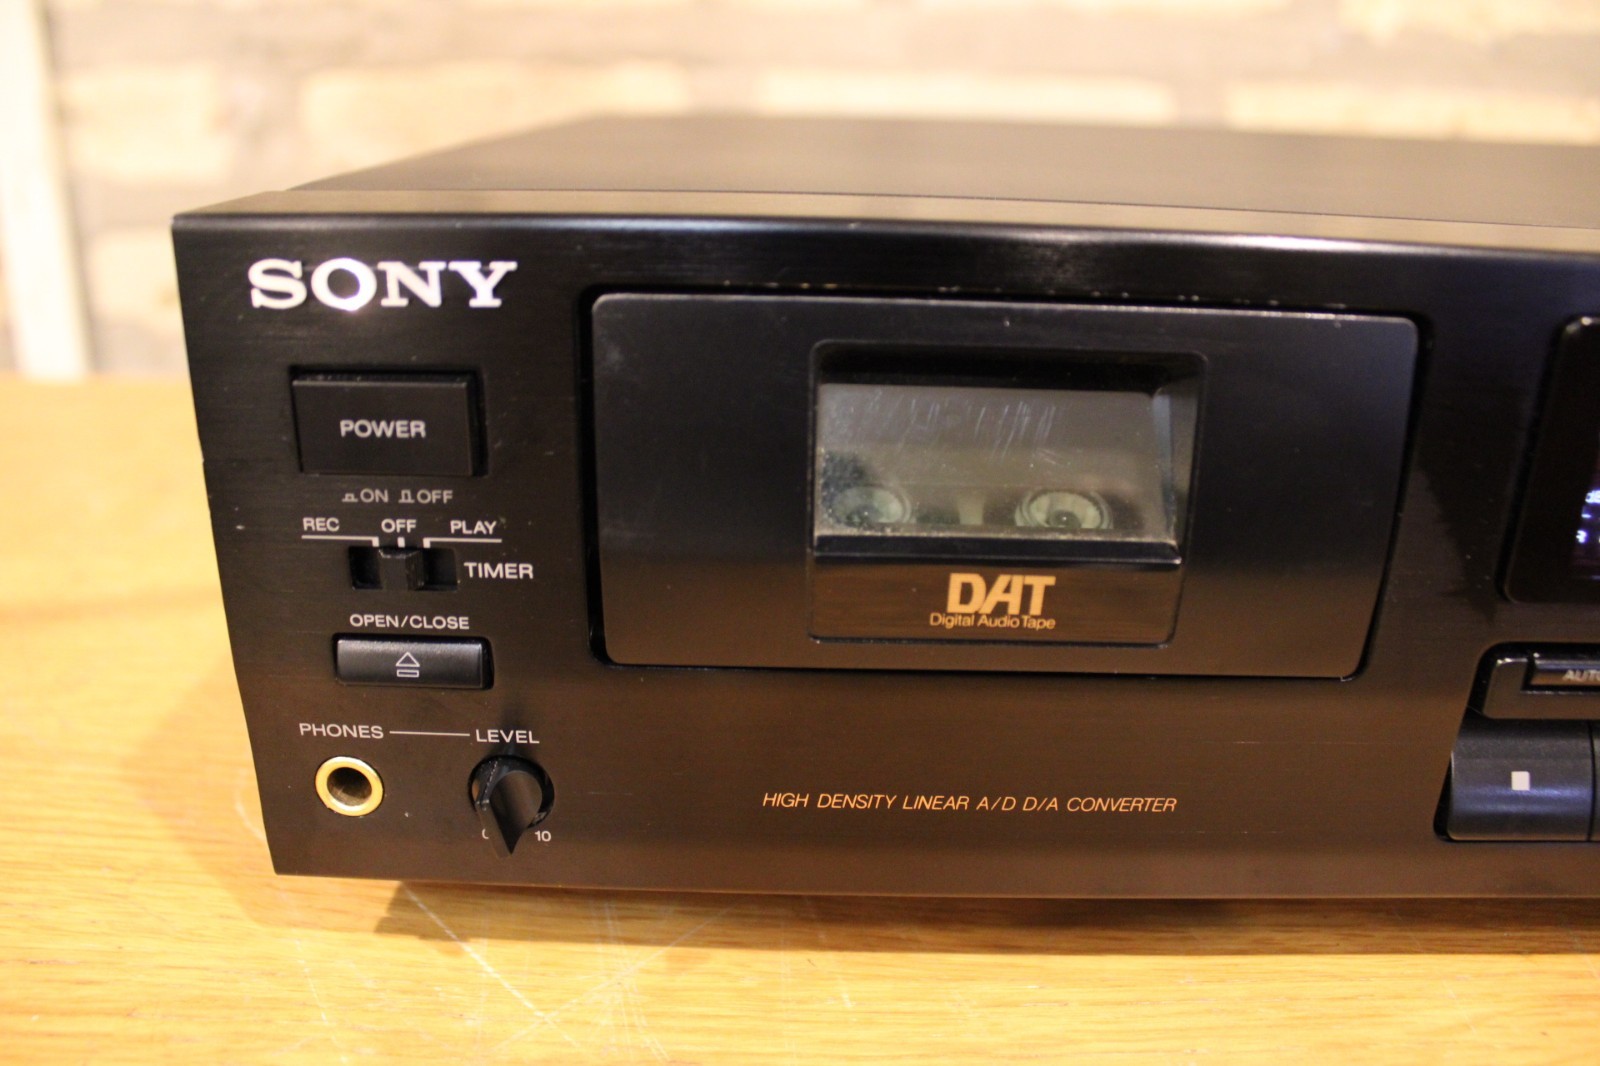 SONY
POWER
ON OFF
REC OFF PLAY
TIMER
OPEN/CLOSE
PHONES LEVEL
10
DAT
Digital Audio Tape
HIGH DENSITY LINEAR A/D D/A CONVERTER